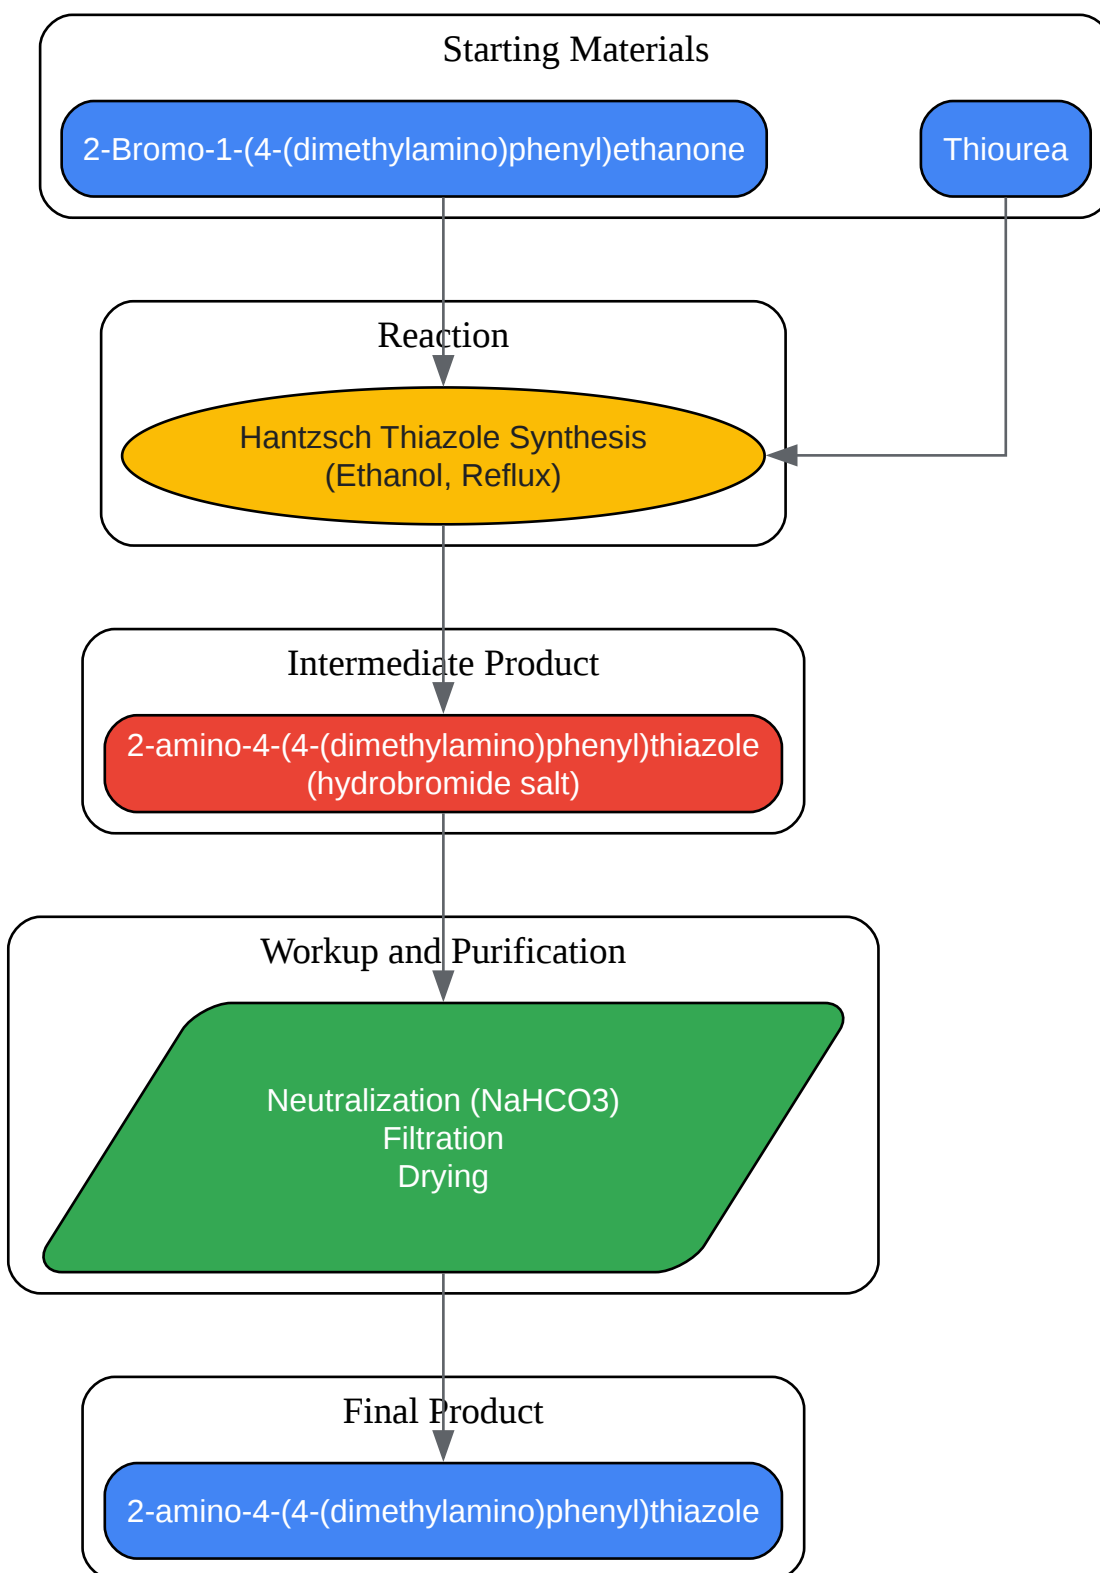 Starting Materials
2-Bromo-1-(4-(dimethylamino)phenyl)ethanone
Thiourea
Reaction
Hantzsch Thiazole Synthesis
(Ethanol, Reflux)
Intermediate Product
2-amino-4-(4-(dimethylamino)phenyl)thiazole
(hydrobromide salt)
Workup and Purification
Neutralization (NaHCO3)
Filtration
Drying
Final Product
2-amino-4-(4-(dimethylamino)phenyl)thiazole